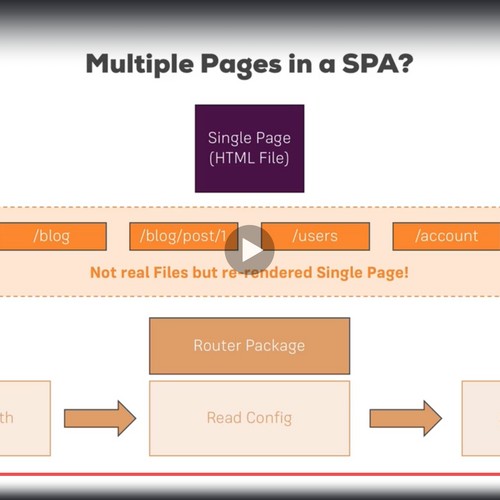 Multiple Pages in a SPA?
Single Page
(HTML File)
/blog
/blog/post/1
/users
/account
Not real Files but re-rendered Single Page!
Router Package
th
Read Config